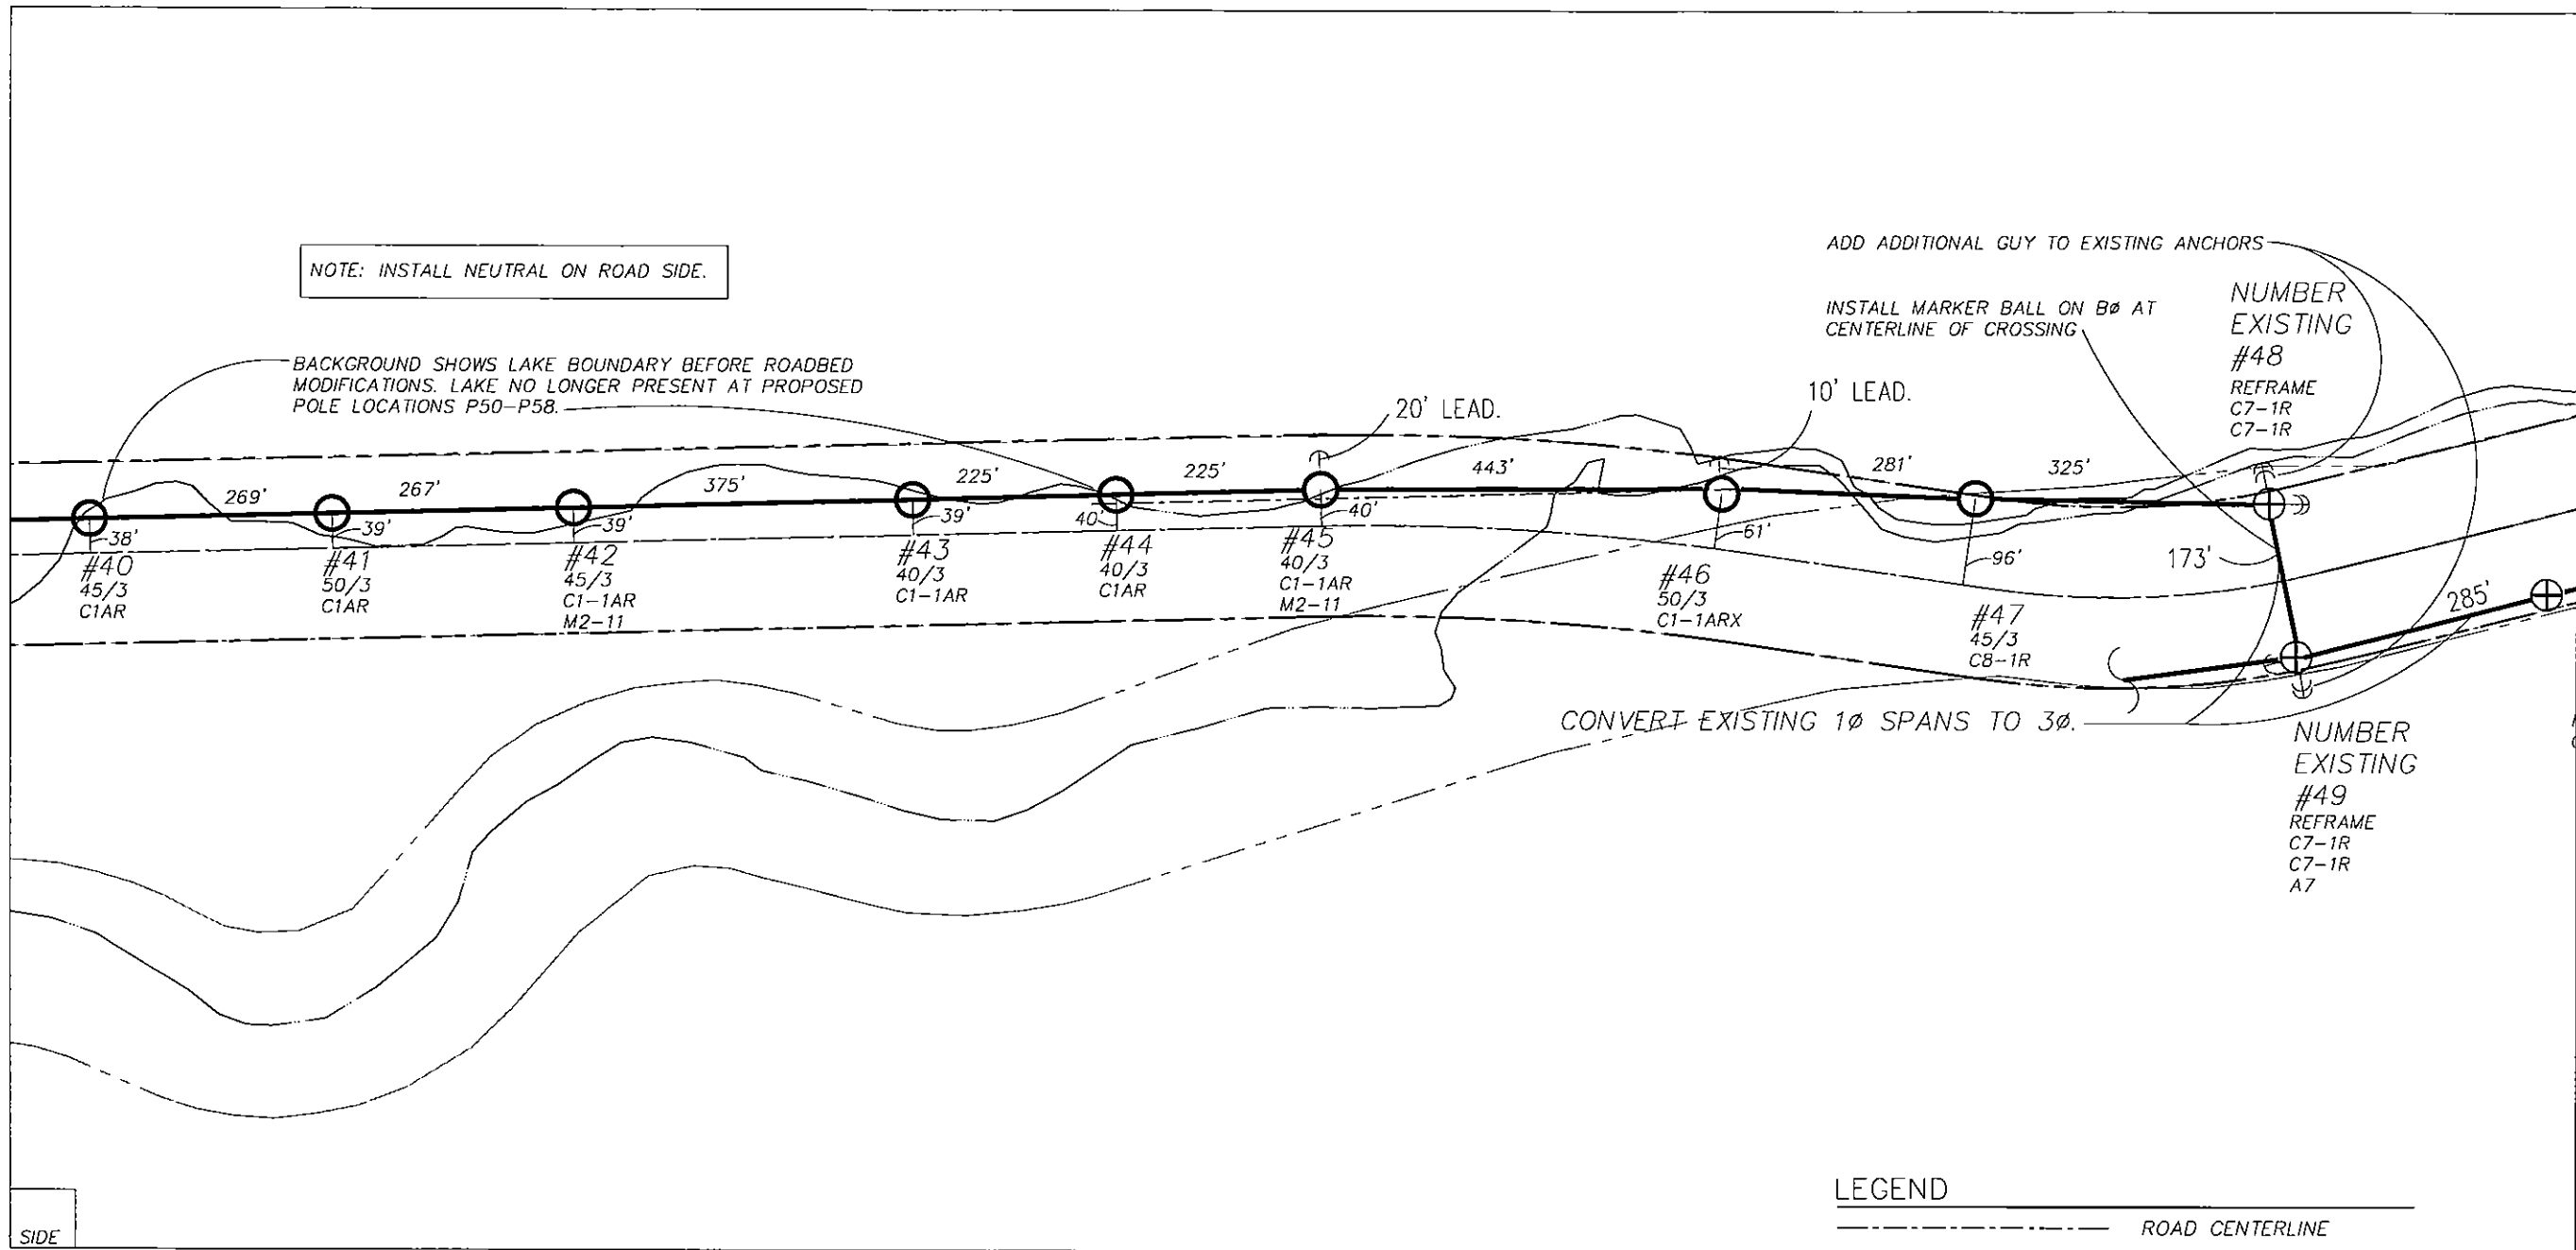 NOTE: INSTALL NEUTRAL ON ROAD SIDE.
BACKGROUND SHOWS LAKE BOUNDARY BEFORE ROADBED
MODIFICATIONS. LAKE NO LONGER PRESENT AT PROPOSED
POLE LOCATIONS P50-P58.
ADD ADDITIONAL GUY TO EXISTING ANCHORS
INSTALL MARKER BALL ON BØ AT
CENTERLINE OF CROSSING
NUMBER
EXISTING
#48
REFRAME
C7-1R
C7-1R
20' LEAD.
10' LEAD.
269'
267'
375'
225'
225'
443'
281'
325'
38'
39'
39'
39'
40'
40'
61'
96'
173'
285'
#40
45/3
C1AR
#41
50/3
C1AR
#42
45/3
C1-1AR
M2-11
#43
40/3
C1-1AR
#44
40/3
C1AR
#45
40/3
C1-1AR
M2-11
#46
50/3
C1-1ARX
#47
45/3
C8-1R
CONVERT EXISTING 1Ø SPANS TO 3Ø.
NUMBER
EXISTING
#49
REFRAME
C7-1R
C7-1R
A7
SIDE
LEGEND
ROAD CENTERLINE